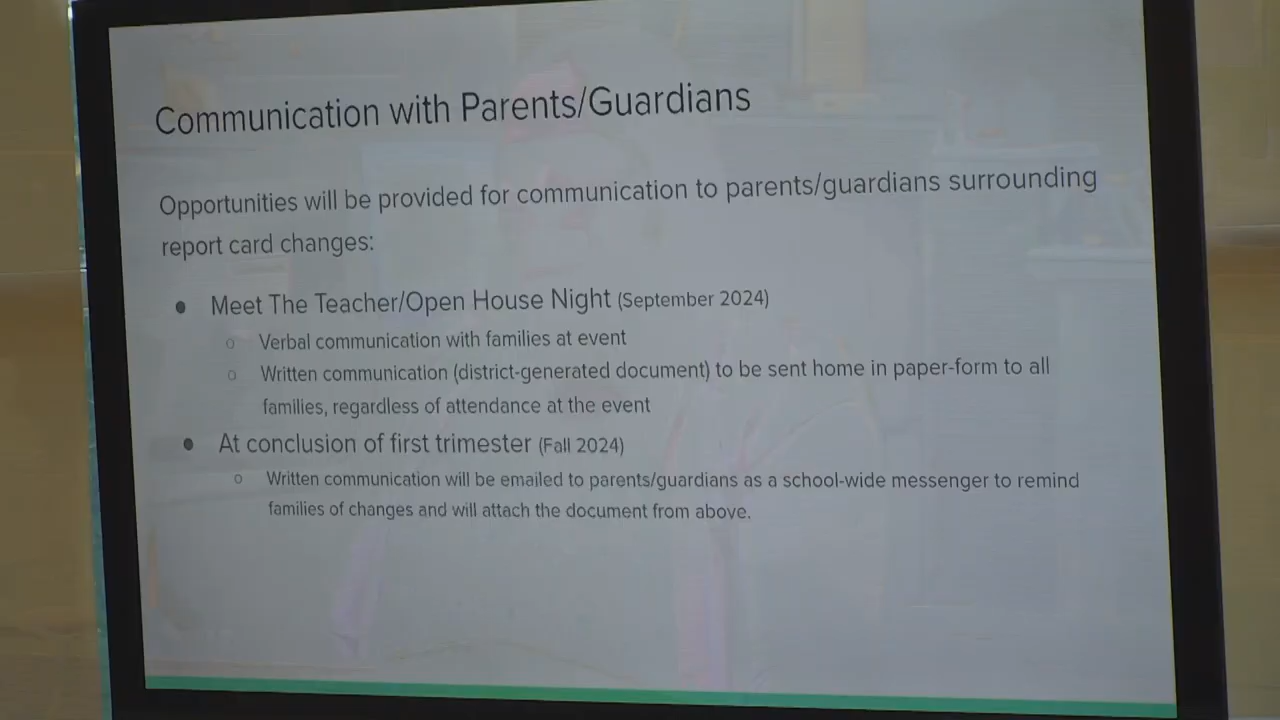 Communication with Parents/Guardians
Opportunities will be provided for communication to parents/guardians surrounding
report card changes:
● Meet The Teacher/Open House Night (September 2024)
○ Verbal communication with families at event
○ Written communication (district-generated document) to be sent home in paper-form to all
families, regardless of attendance at the event
● At conclusion of first trimester (Fall 2024)
○ Written communication will be emailed to parents/guardians as a school-wide messenger to remind
families of changes and will attach the document from above.